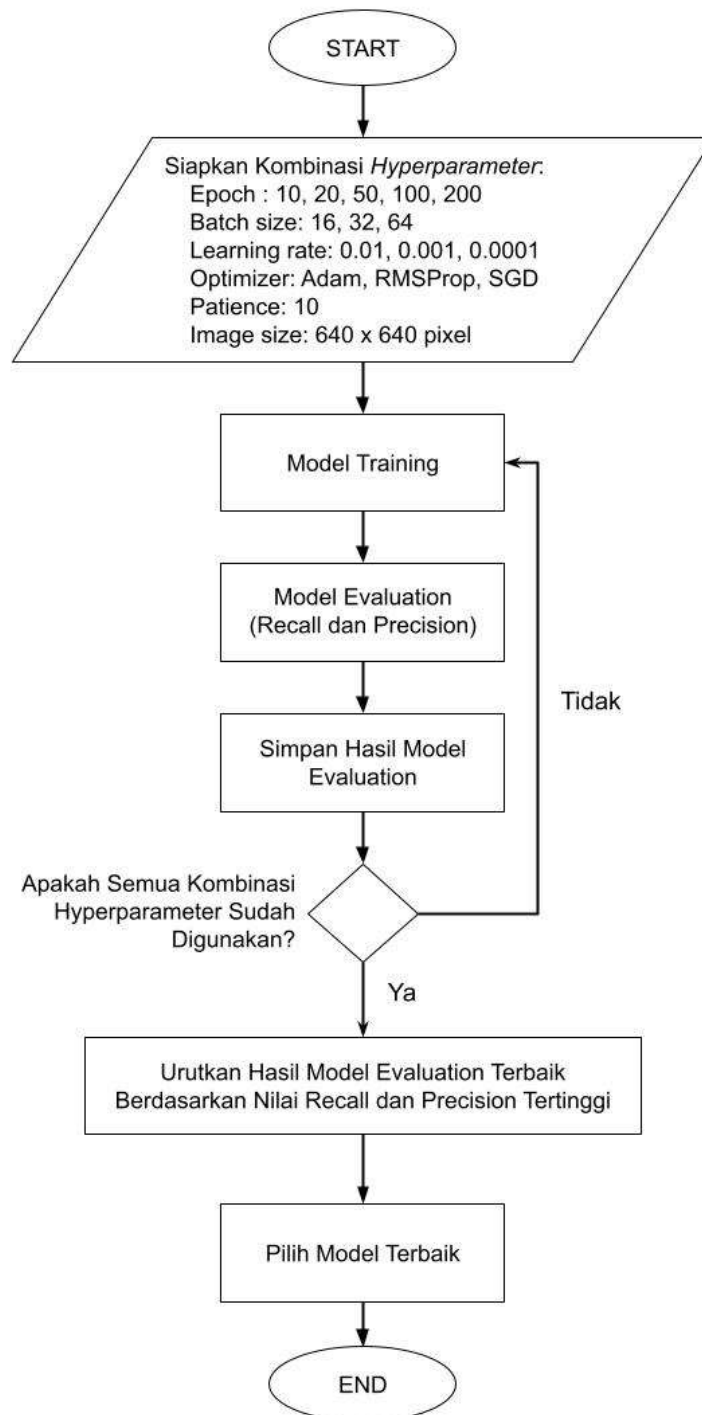 START
Siapkan Kombinasi Hyperparameter:
Epoch : 10, 20, 50, 100, 200
Batch size: 16, 32, 64
Learning rate: 0.01, 0.001, 0.0001
Optimizer: Adam, RMSProp, SGD
Patience: 10
Image size: 640 x 640 pixel
Model Training
Model Evaluation
(Recall dan Precision)
Simpan Hasil Model
Evaluation
Apakah Semua Kombinasi
Hyperparameter Sudah
Digunakan?
Tidak
Ya
Urutkan Hasil Model Evaluation Terbaik
Berdasarkan Nilai Recall dan Precision Tertinggi
Pilih Model Terbaik
END